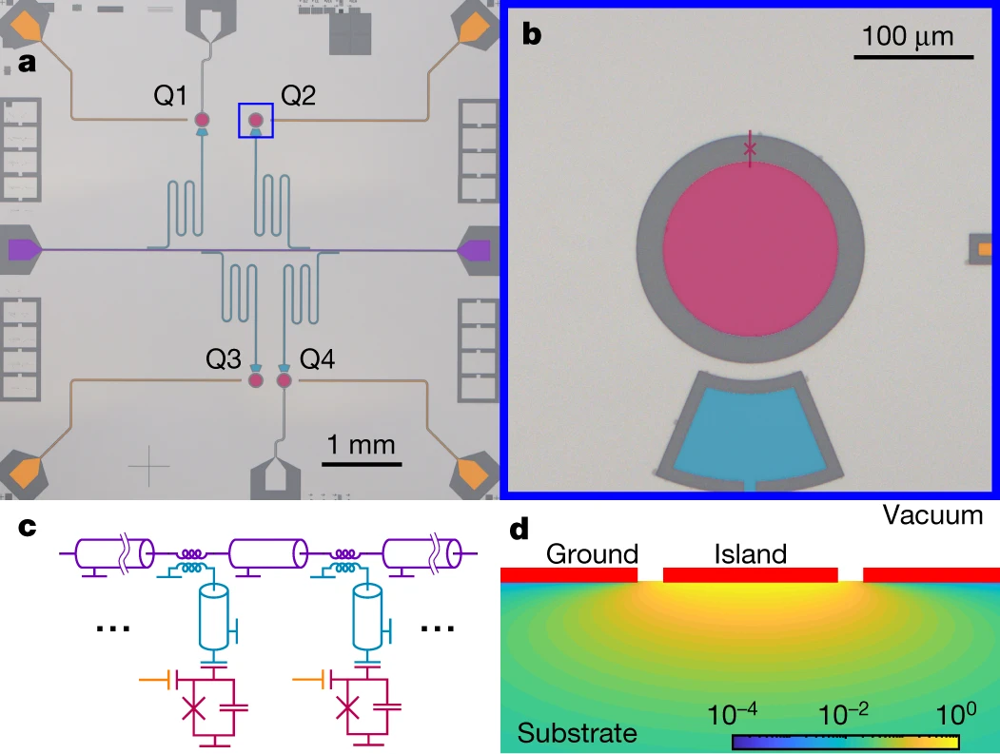 a
Q1
Q2
Q3
Q4
1 mm
b
100 μm
c
...
...
d
Vacuum
Ground
Island
10⁻⁴
10⁻²
10⁰
Substrate